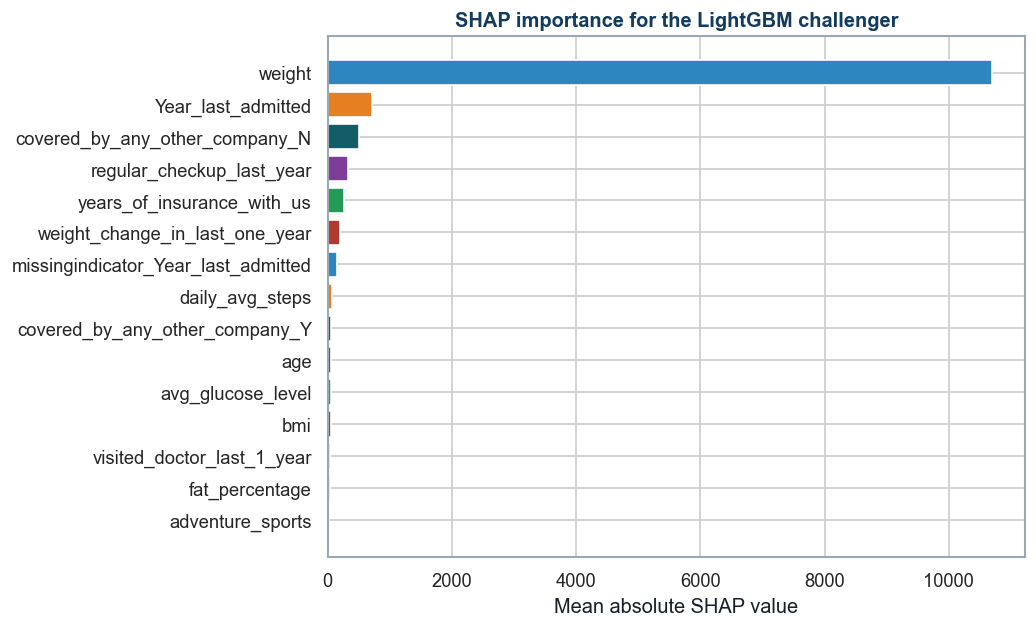 SHAP importance for the LightGBM challenger
weight
Year_last_admitted
covered_by_any_other_company_N
regular_checkup_last_year
years_of_insurance_with_us
weight_change_in_last_one_year
missingindicator_Year_last_admitted
daily_avg_steps
covered_by_any_other_company_Y
age
avg_glucose_level
bmi
visited_doctor_last_1_year
fat_percentage
adventure_sports
0 2000 4000 6000 8000 10000
Mean absolute SHAP value